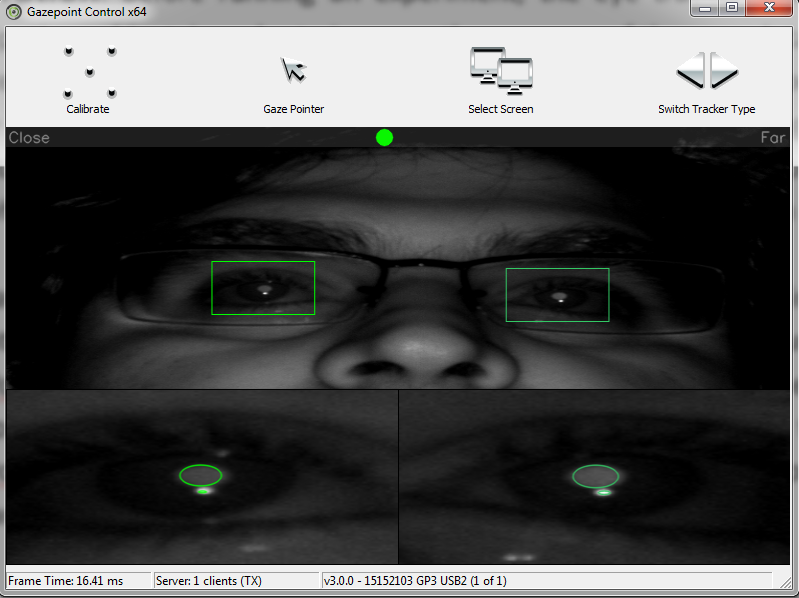 Gazepoint Control x64
Calibrate
Gaze Pointer
Select Screen
Switch Tracker Type
Close
Far
Frame Time: 16.41 ms
Server: 1 clients (TX)
v3.0.0 - 15152103 GP3 USB2 (1 of 1)